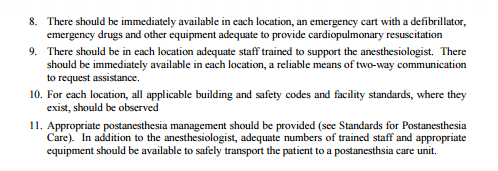 8. There should be immediately available in each location, an emergency cart with a defibrillator,
emergency drugs and other equipment adequate to provide cardiopulmonary resuscitation
9. There should be in each location adequate staff trained to support the anesthesiologist. There
should be immediately available in each location, a reliable means of two-way communication
to request assistance.
10. For each location, all applicable building and safety codes and facility standards, where they
exist, should be observed
11. Appropriate postanesthesia management should be provided (see Standards for Postanesthesia
Care). In addition to the anesthesiologist, adequate numbers of trained staff and appropriate
equipment should be available to safely transport the patient to a postanesthsia care unit.